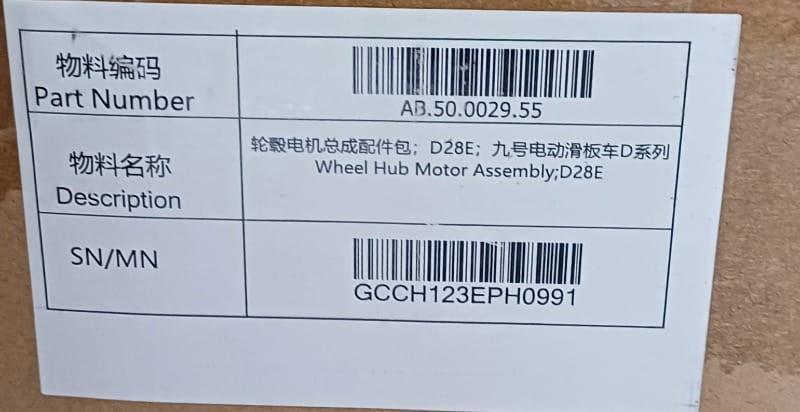 物料编码
Part Number
AB.50.0029.55
物料名称
Description
轮毂电机总成配件包；D28E；九号电动滑板车D系列
Wheel Hub Motor Assembly;D28E
SN/MN
GCCH123EPH0991